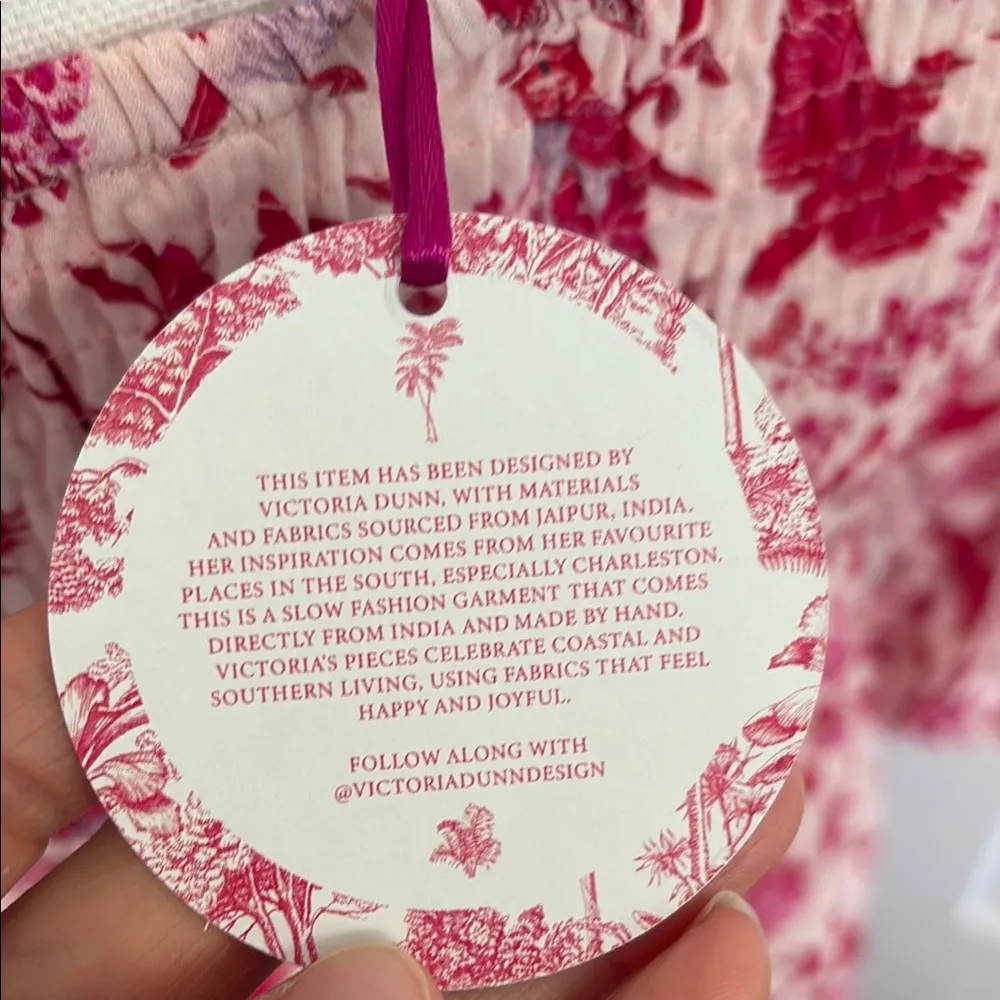 THIS ITEM HAS BEEN DESIGNED BY
VICTORIA DUNN, WITH MATERIALS
AND FABRICS SOURCED FROM JAIPUR, INDIA.
HER INSPIRATION COMES FROM HER FAVOURITE
PLACES IN THE SOUTH, ESPECIALLY CHARLESTON.
THIS IS A SLOW FASHION GARMENT THAT COMES
DIRECTLY FROM INDIA AND MADE BY HAND.
VICTORIA'S PIECES CELEBRATE COASTAL AND
SOUTHERN LIVING, USING FABRICS THAT FEEL
HAPPY AND JOYFUL.
FOLLOW ALONG WITH
@VICTORIADUNNDESIGN